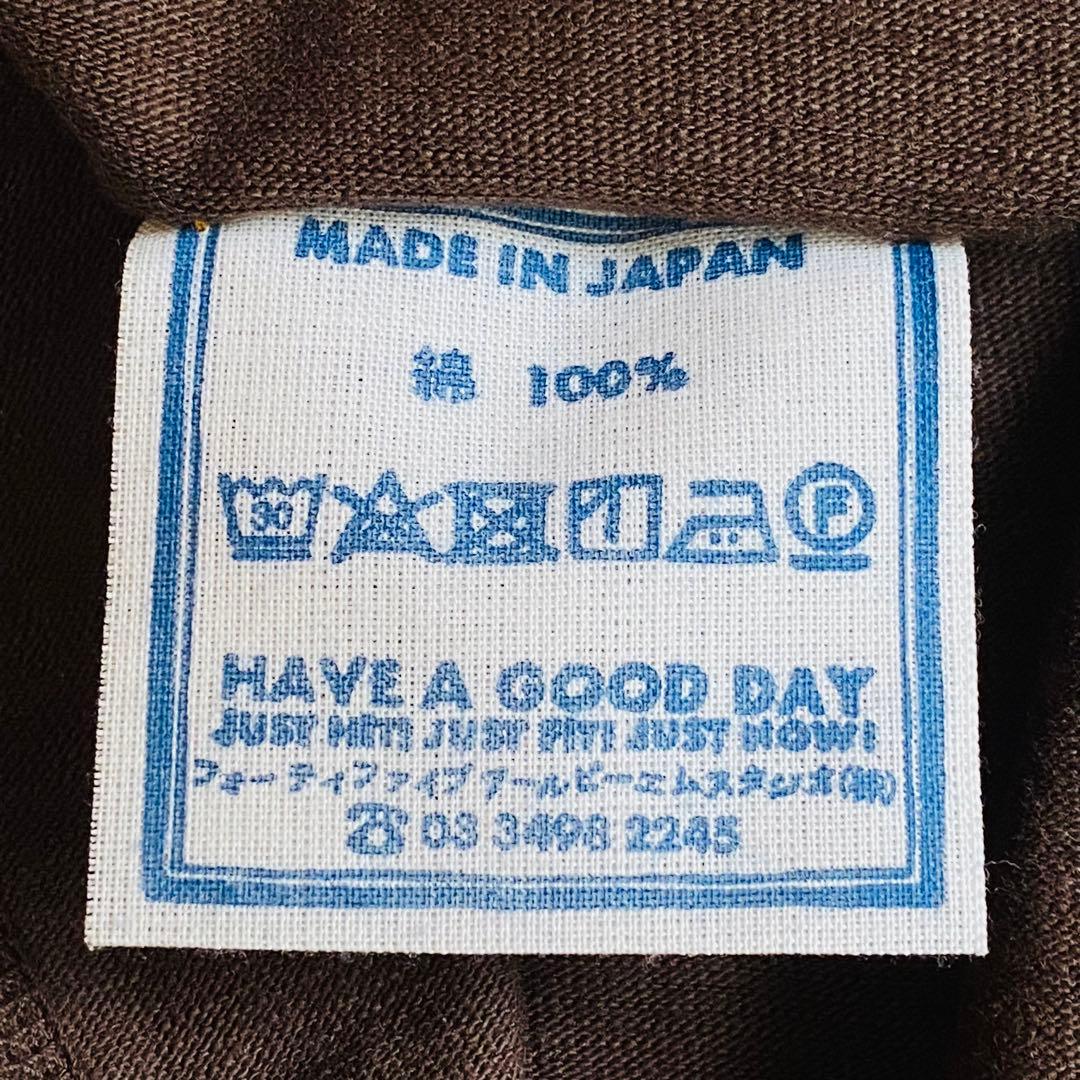 MADE IN JAPAN
綿 100%
30 F
HAVE A GOOD DAY
JUST HIT! JUST FIT! JUST NOW!
フォーティファイブアールピーエムスタジオ(株)
☎ 03 3498 2245